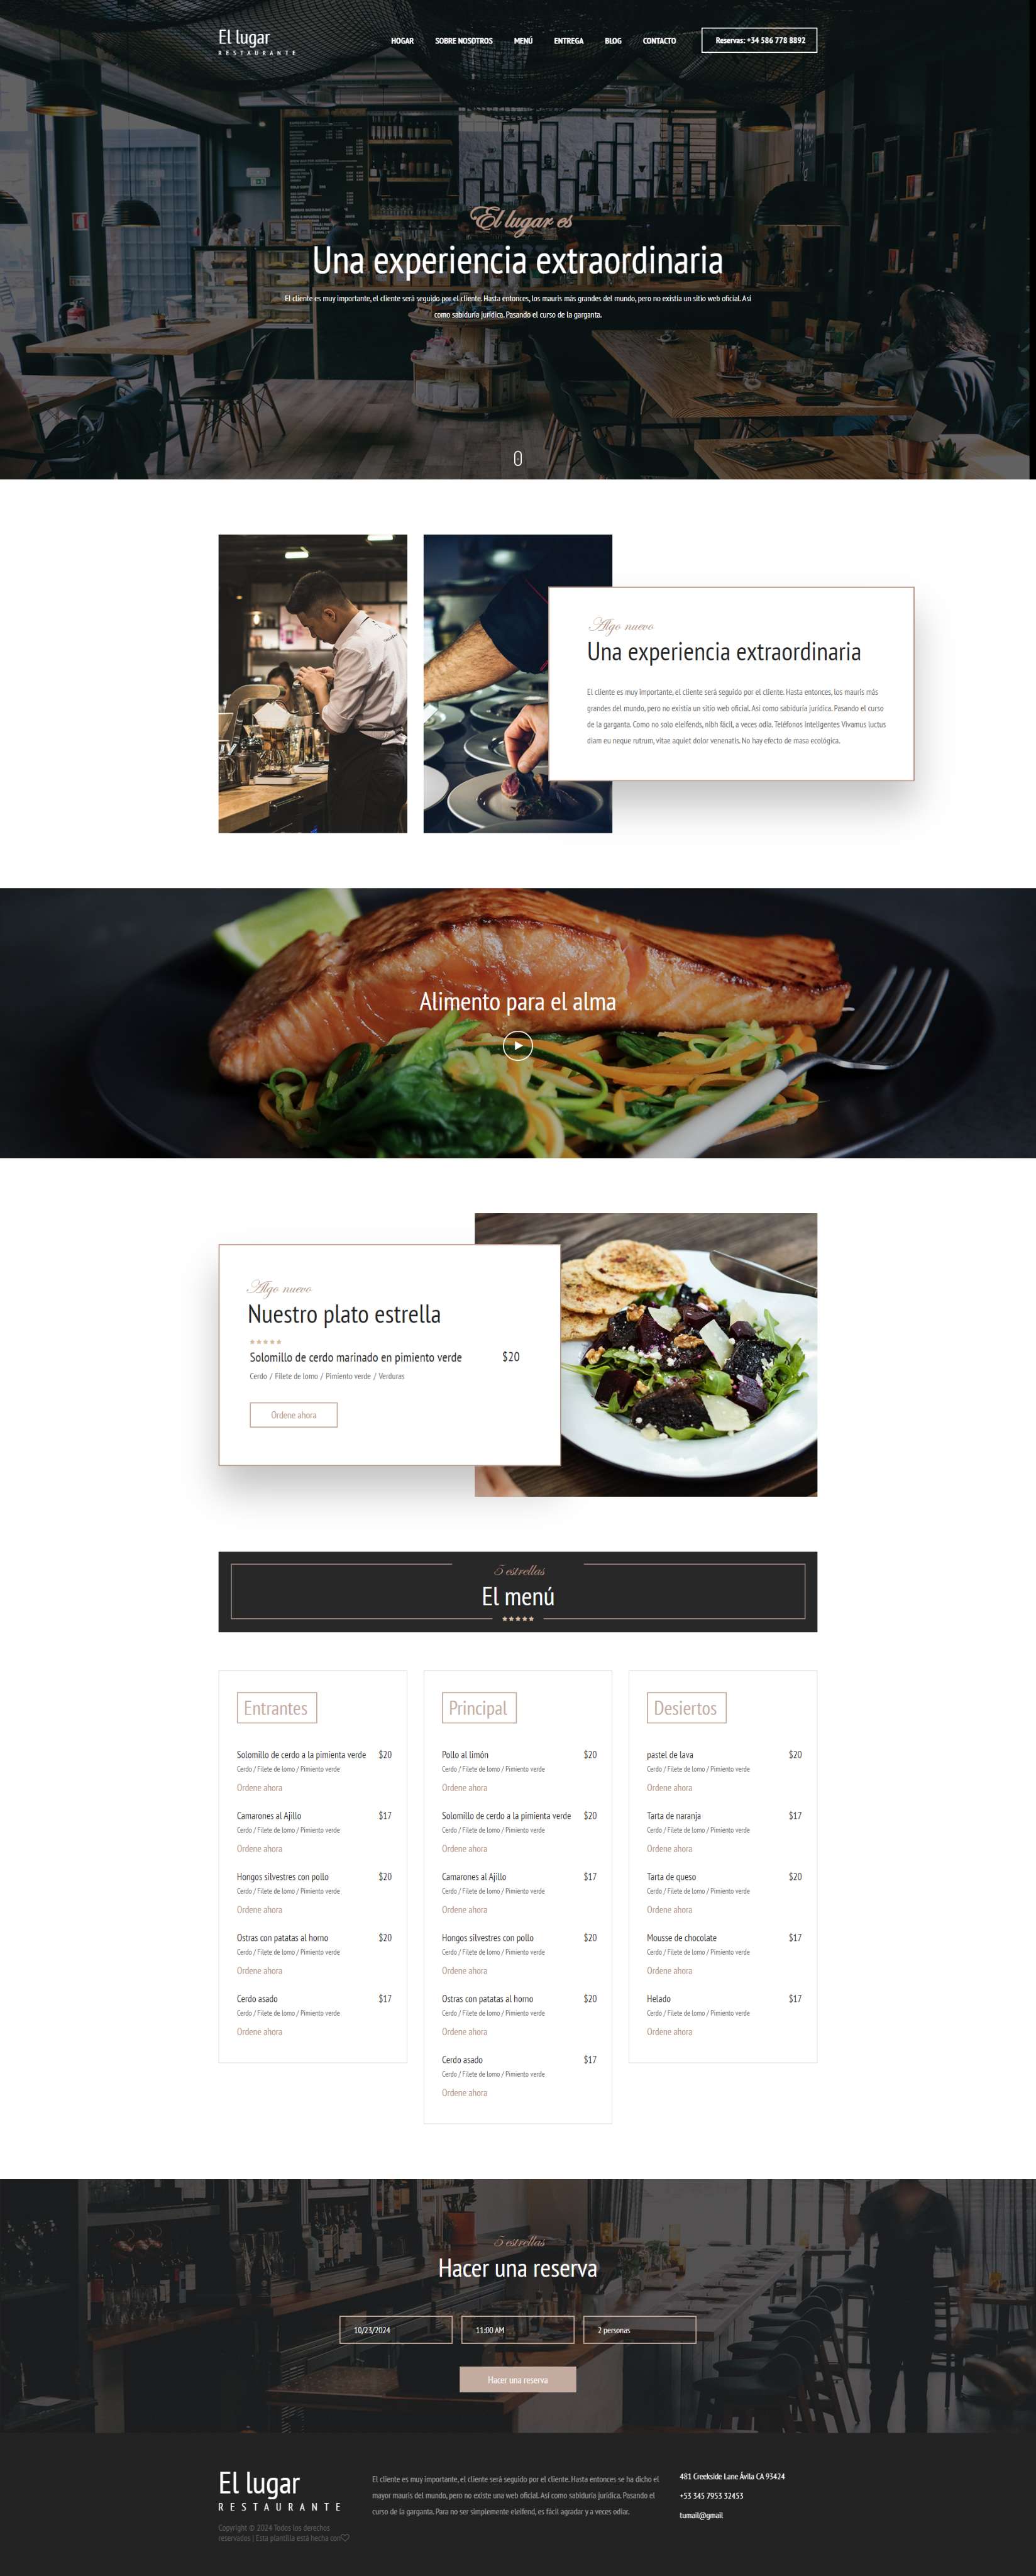 El lugar
RESTAURANTE
HOGAR SOBRE NOSOTROS MENÚ ENTREGA BLOG CONTACTO
Reservas: +34 586 778 8892
El lugar es
Una experiencia extraordinaria
El cliente es muy importante, el cliente será seguido por el cliente. Hasta entonces, los mauris más grandes del mundo, pero no existía un sitio web oficial. Así
como sabiduría jurídica. Pasando el curso de la garganta.
Algo nuevo
Una experiencia extraordinaria
El cliente es muy importante, el cliente será seguido por el cliente. Hasta entonces, los mauris más
grandes del mundo, pero no existía un sitio web oficial. Así como sabiduría jurídica. Pasando el curso
de la garganta. Como no solo eleifends, nibh fácil, a veces odia. Teléfonos inteligentes Vivamus luctus
diam eu neque rutrum, vitae aquiet dolor venenatis. No hay efecto de masa ecológica.
Alimento para el alma
Algo nuevo
Nuestro plato estrella
Solomillo de cerdo marinado en pimiento verde $20
Cerdo / Filete de lomo / Pimiento verde / Verduras
Ordene ahora
5 estrellas
El menú
Entrantes
Solomillo de cerdo a la pimienta verde $20
Cerdo / Filete de lomo / Pimiento verde
Ordene ahora
Camarones al Ajillo $17
Cerdo / Filete de lomo / Pimiento verde
Ordene ahora
Hongos silvestres con pollo $20
Cerdo / Filete de lomo / Pimiento verde
Ordene ahora
Ostras con patatas al horno $20
Cerdo / Filete de lomo / Pimiento verde
Ordene ahora
Cerdo asado $17
Cerdo / Filete de lomo / Pimiento verde
Ordene ahora
Principal
Pollo al limón $20
Cerdo / Filete de lomo / Pimiento verde
Ordene ahora
Solomillo de cerdo a la pimienta verde $20
Cerdo / Filete de lomo / Pimiento verde
Ordene ahora
Camarones al Ajillo $17
Cerdo / Filete de lomo / Pimiento verde
Ordene ahora
Hongos silvestres con pollo $20
Cerdo / Filete de lomo / Pimiento verde
Ordene ahora
Ostras con patatas al horno $20
Cerdo / Filete de lomo / Pimiento verde
Ordene ahora
Cerdo asado $17
Cerdo / Filete de lomo / Pimiento verde
Ordene ahora
Desiertos
pastel de lava $20
Cerdo / Filete de lomo / Pimiento verde
Ordene ahora
Tarta de naranja $17
Cerdo / Filete de lomo / Pimiento verde
Ordene ahora
Tarta de queso $20
Cerdo / Filete de lomo / Pimiento verde
Ordene ahora
Mousse de chocolate $17
Cerdo / Filete de lomo / Pimiento verde
Ordene ahora
Helado $17
Cerdo / Filete de lomo / Pimiento verde
Ordene ahora
5 estrellas
Hacer una reserva
10/23/2024
11:00 AM
2 personas
Hacer una reserva
El lugar
RESTAURANTE
Copyright © 2024 Todos los derechos
reservados | Esta plantilla está hecha con
El cliente es muy importante, el cliente será seguido por el cliente. Hasta entonces se ha dicho el
mayor mauris del mundo, pero no existe una web oficial. Así como sabiduría jurídica. Pasando el
curso de la garganta. Para no ser simplemente eleifend, es fácil agradar y a veces odiar.
481 Creekside Lane Ávila CA 93424
+53 345 7953 32453
tumail@gmail